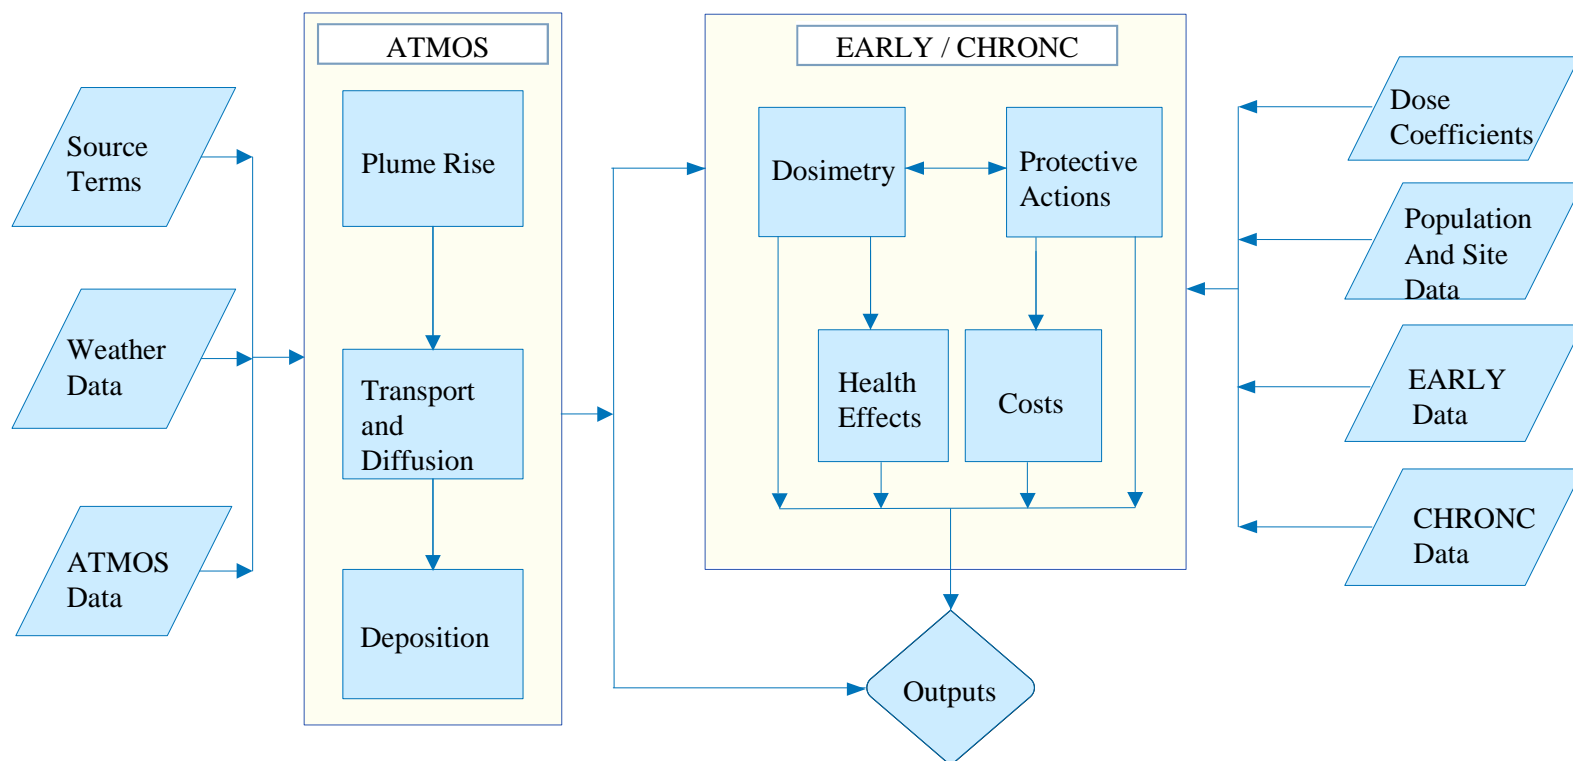 ATMOS
EARLY / CHRONC
Source
Terms
Weather
Data
ATMOS
Data
Plume Rise
Transport
and
Diffusion
Deposition
Dosimetry
Protective
Actions
Health
Effects
Costs
Outputs
Dose
Coefficients
Population
And Site
Data
EARLY
Data
CHRONC
Data